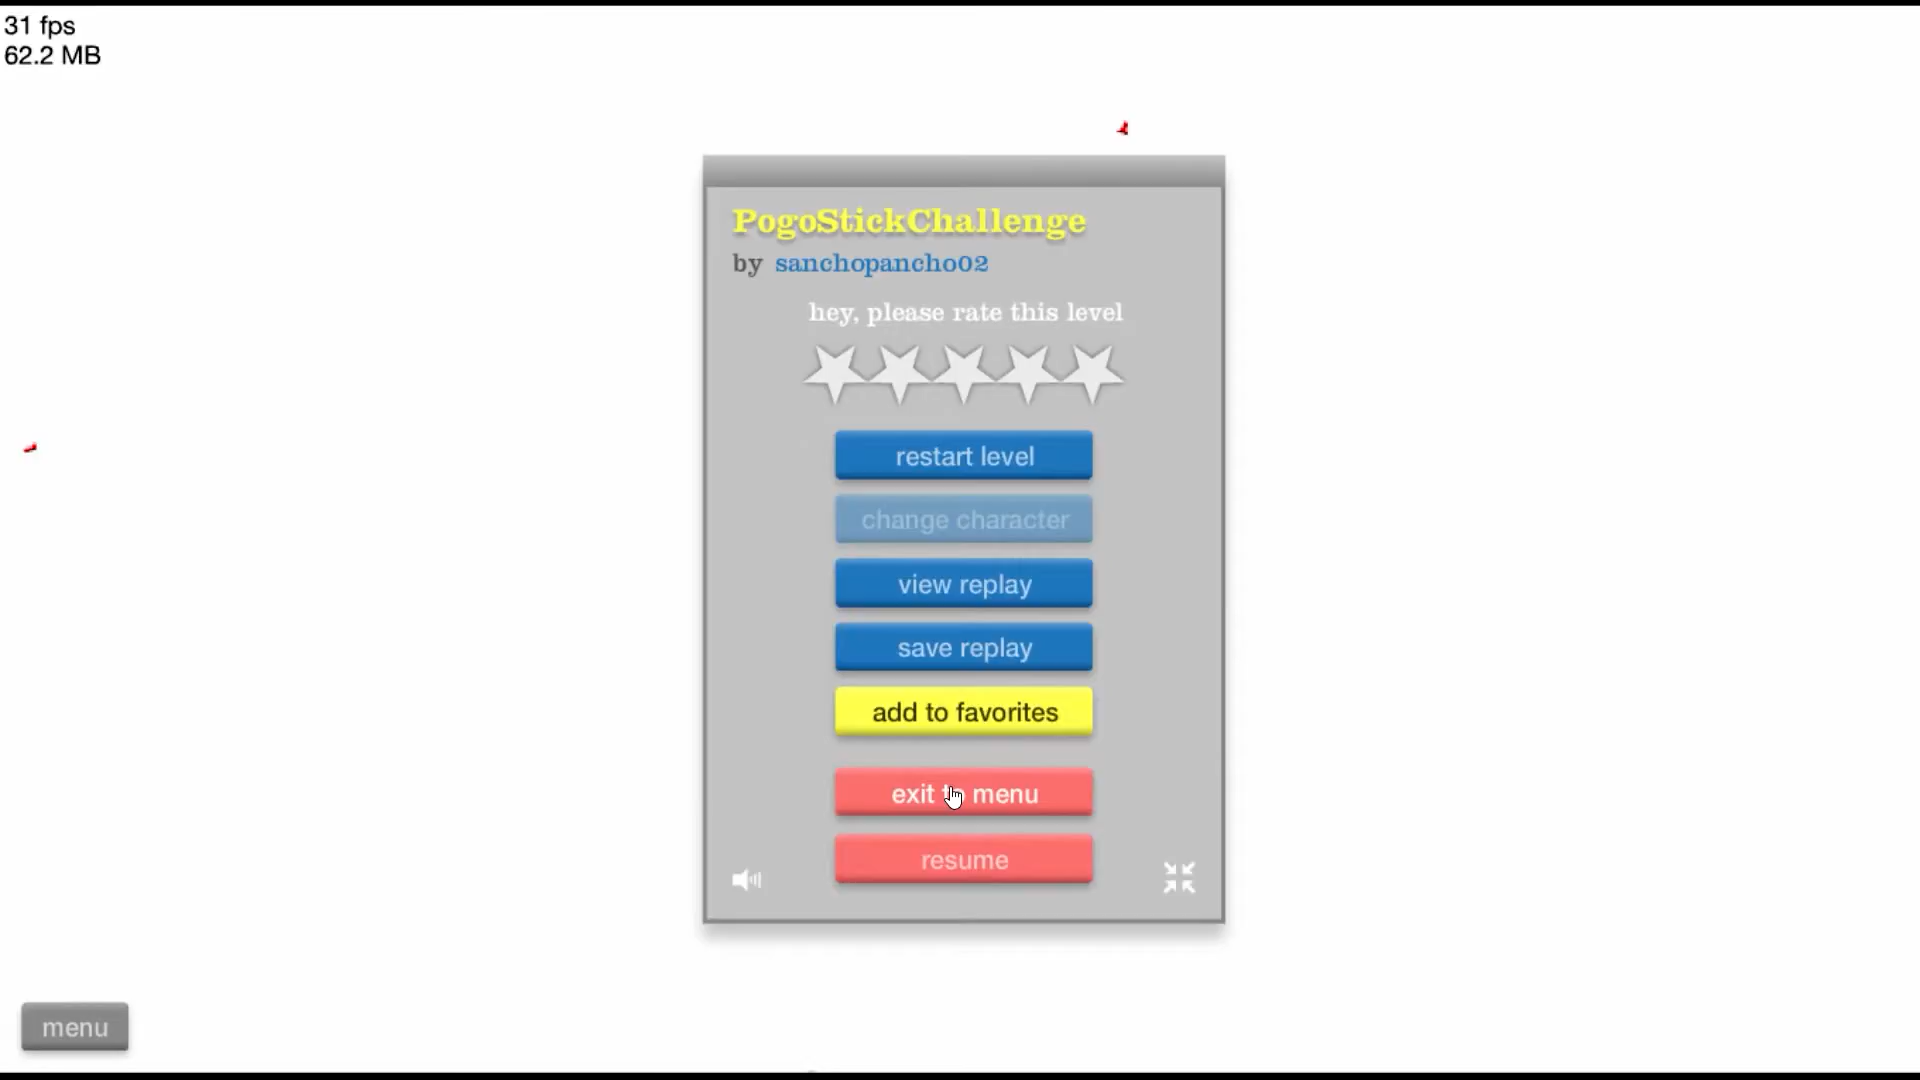 31 fps
62.2 MB
PogoStickChallenge
by sanchopancho02
hey, please rate this level
restart level
change character
view replay
save replay
add to favorites
exit to menu
resume
menu